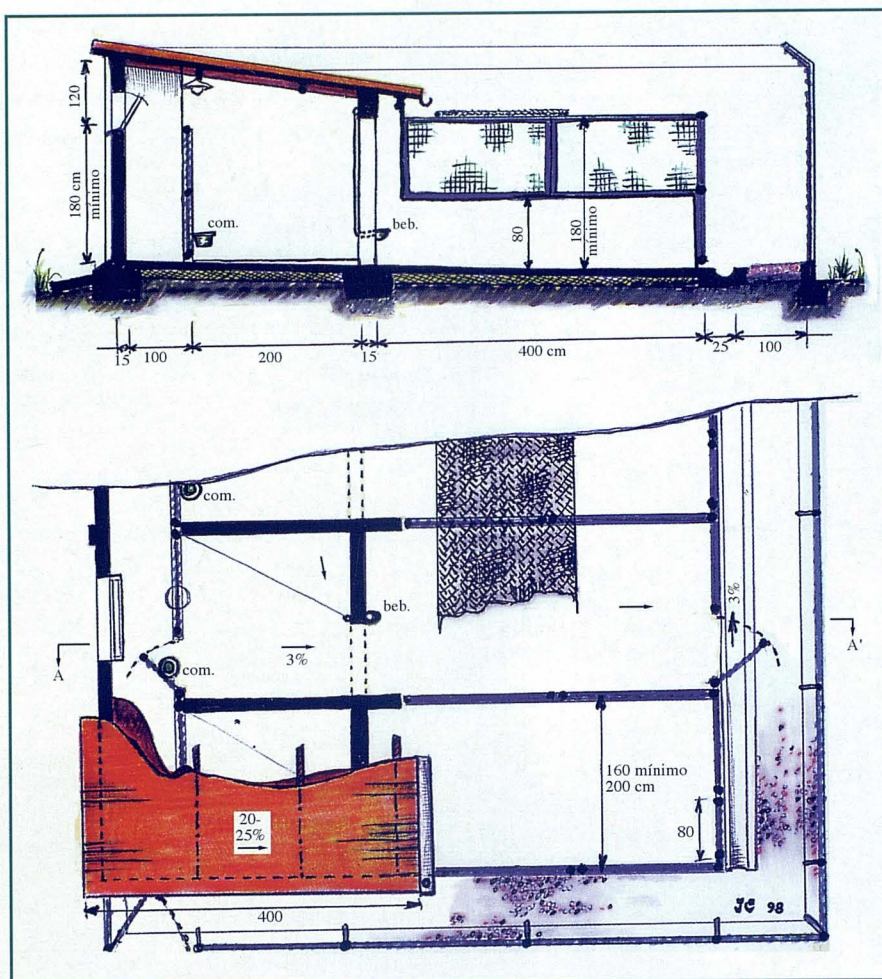 120
180 cm
mínimo
com.
beb.
80
180
mínimo
15
100
200
15
400 cm
25
100
com.
beb.
3%
3%
A
A'
com.
160 mínimo
200 cm
80
20-
25%
400
JC 98